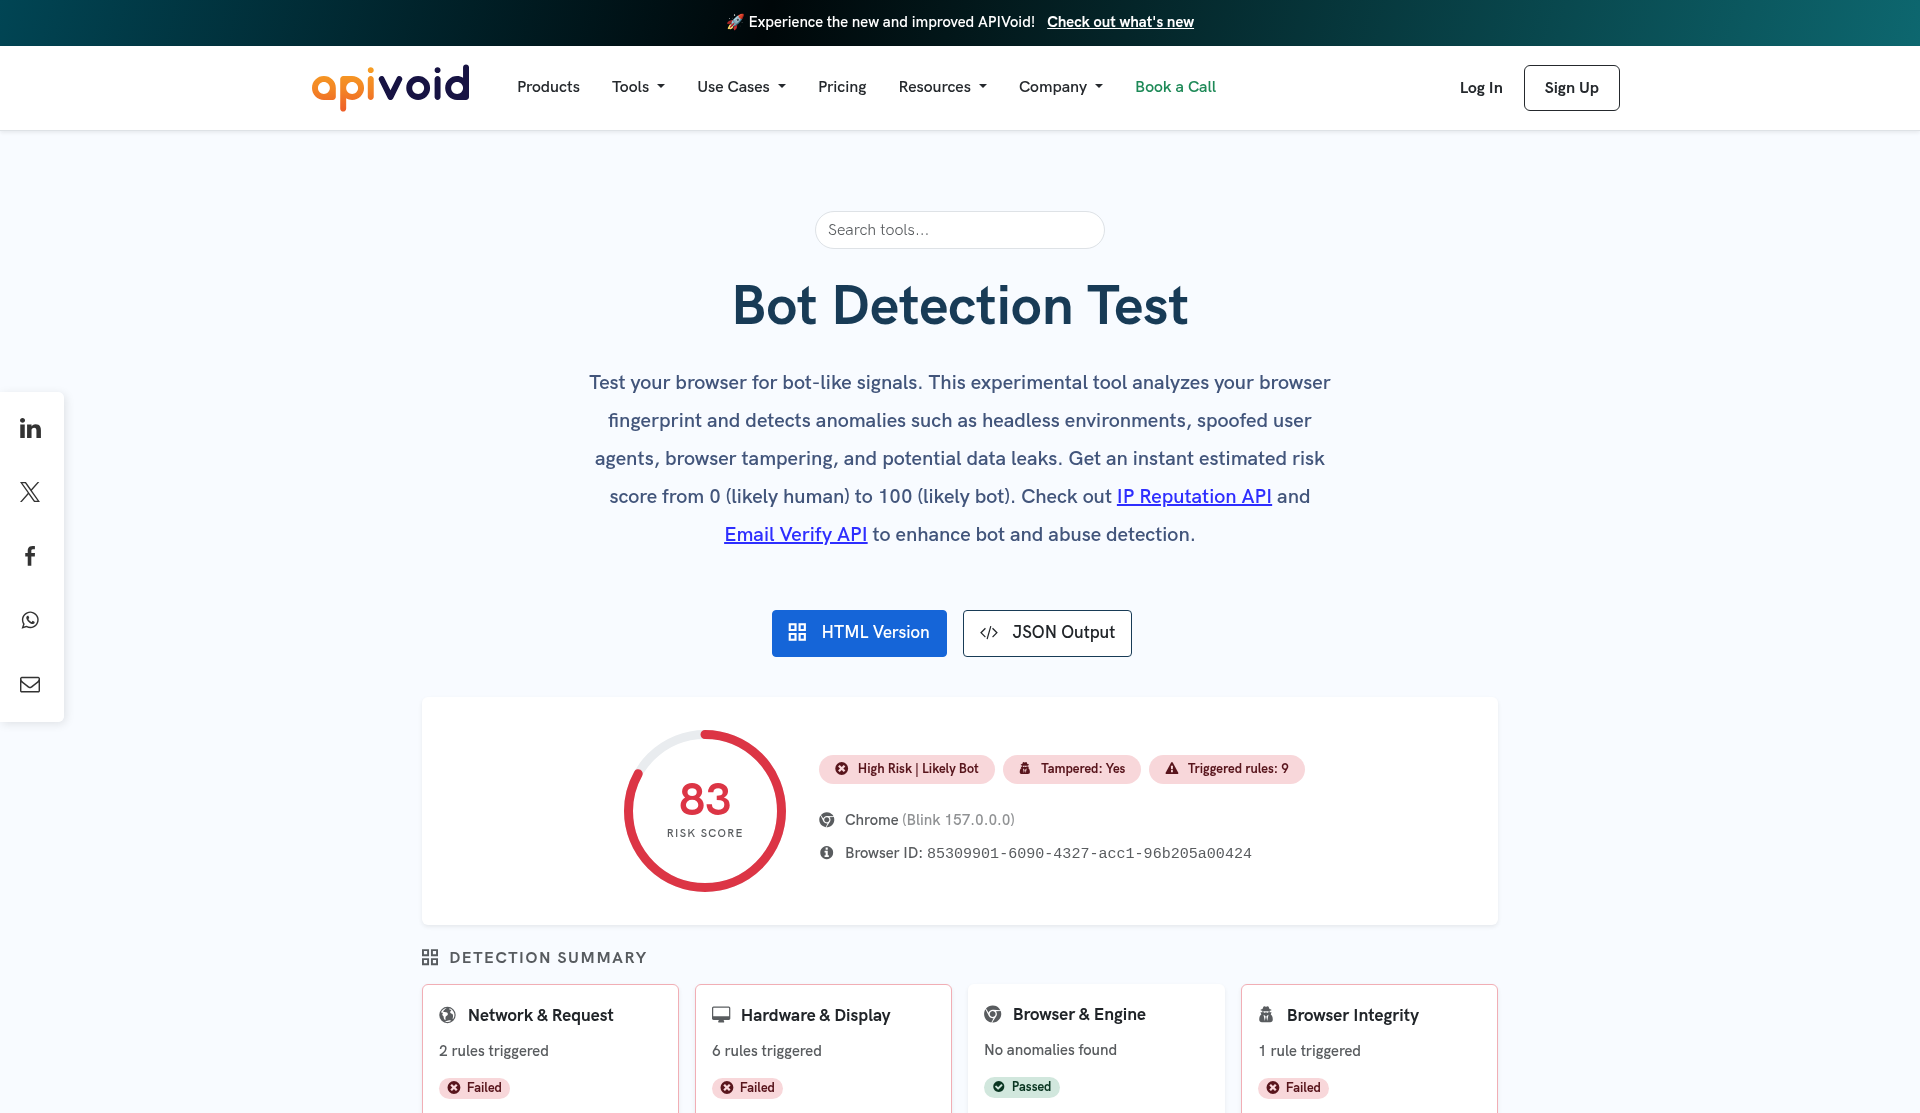 🚀 Experience the new and improved APIVoid! Check out what's new
apivoid
Products
Tools
Use Cases
Pricing
Resources
Company
Book a Call
Log In
Sign Up
Search tools...
Bot Detection Test
Test your browser for bot-like signals. This experimental tool analyzes your browser
fingerprint and detects anomalies such as headless environments, spoofed user
agents, browser tampering, and potential data leaks. Get an instant estimated risk
score from 0 (likely human) to 100 (likely bot). Check out IP Reputation API and
Email Verify API to enhance bot and abuse detection.
HTML Version
JSON Output
83
RISK SCORE
High Risk | Likely Bot
Tampered: Yes
Triggered rules: 9
Chrome (Blink 157.0.0.0)
Browser ID: 85309901-6090-4327-acc1-96b205a00424
DETECTION SUMMARY
Network & Request
2 rules triggered
Failed
Hardware & Display
6 rules triggered
Failed
Browser & Engine
No anomalies found
Passed
Browser Integrity
1 rule triggered
Failed